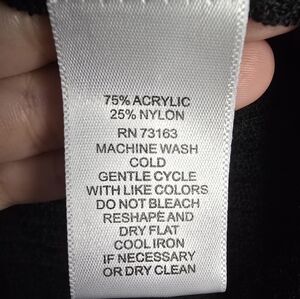 75% ACRYLIC
25% NYLON
RN 73163
MACHINE WASH
COLD
GENTLE CYCLE
WITH LIKE COLORS
DO NOT BLEACH
RESHAPE AND
DRY FLAT
COOL IRON
IF NECESSARY
OR DRY CLEAN